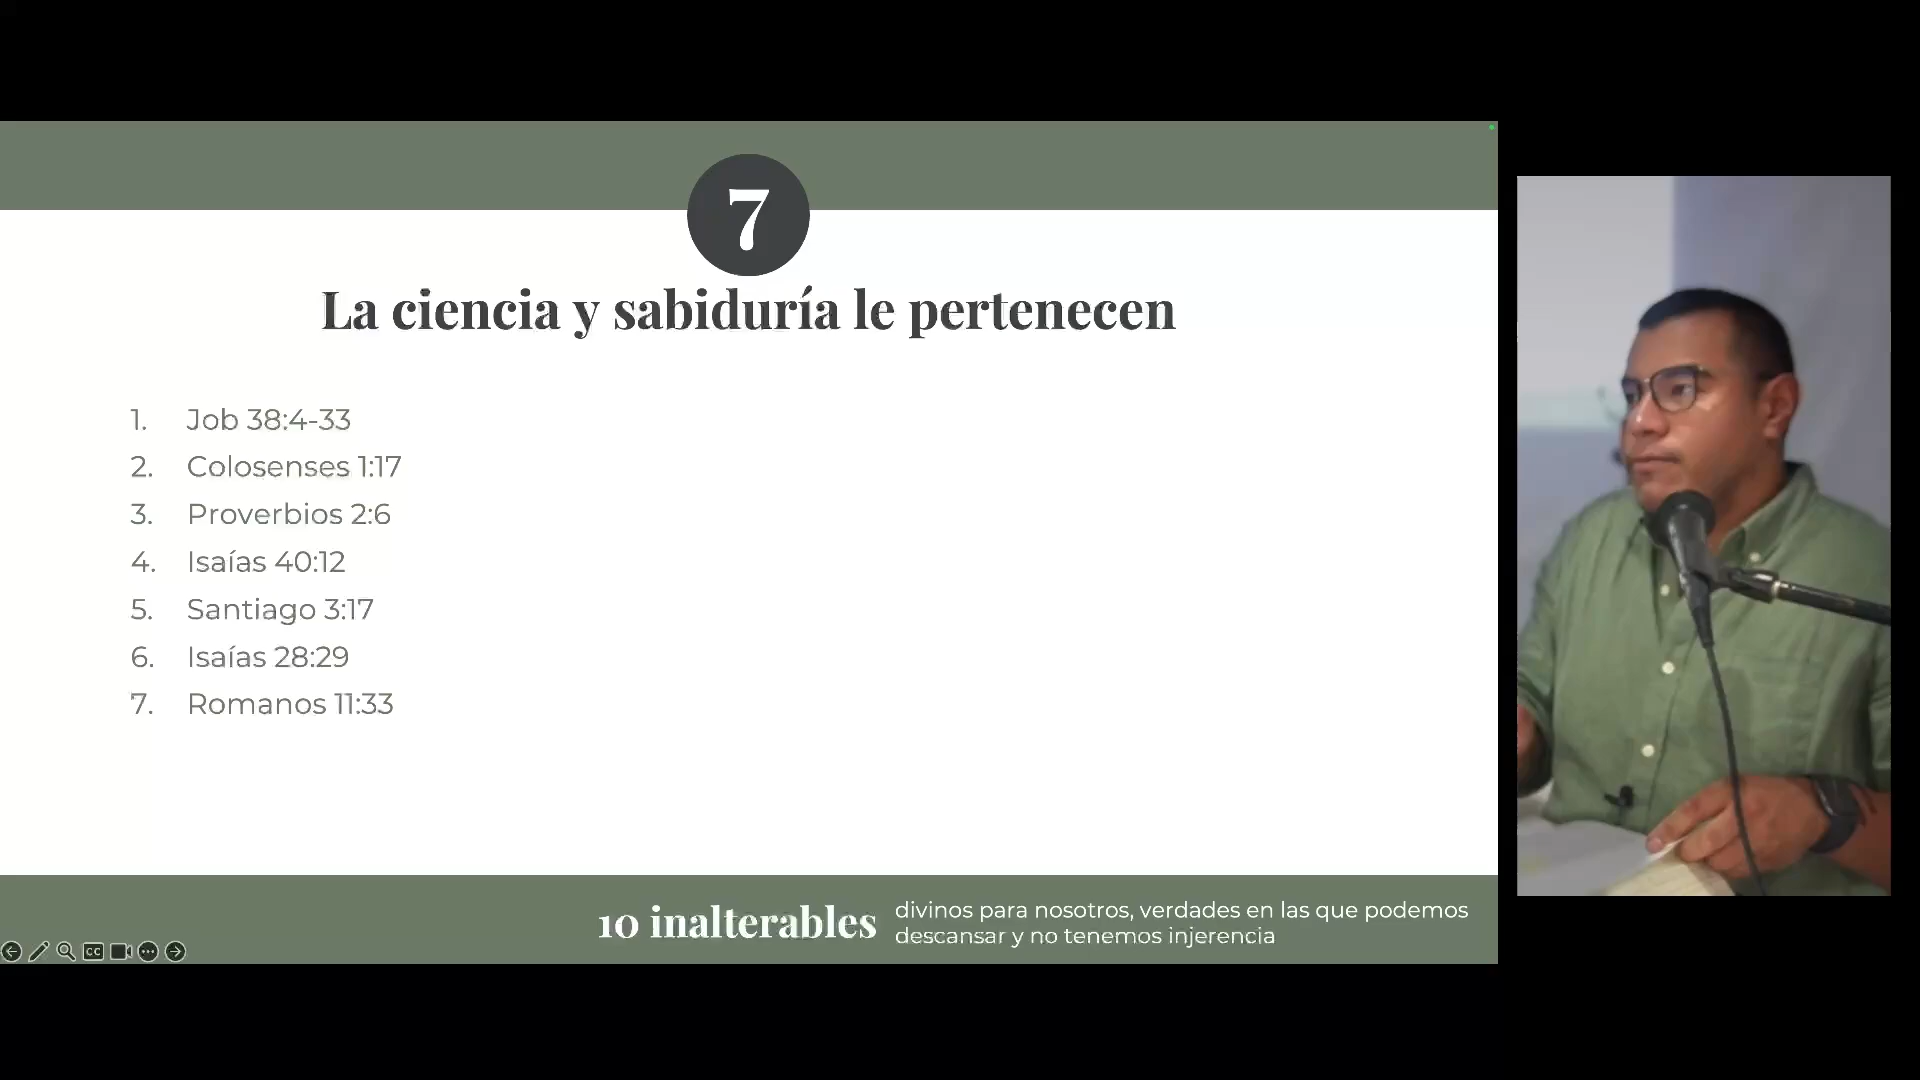 7
La ciencia y sabiduría le pertenecen
1. Job 38:4-33
2. Colosenses 1:17
3. Proverbios 2:6
4. Isaías 40:12
5. Santiago 3:17
6. Isaías 28:29
7. Romanos 11:33
10 inalterables
divinos para nosotros, verdades en las que podemos
descansar y no tenemos injerencia
CC